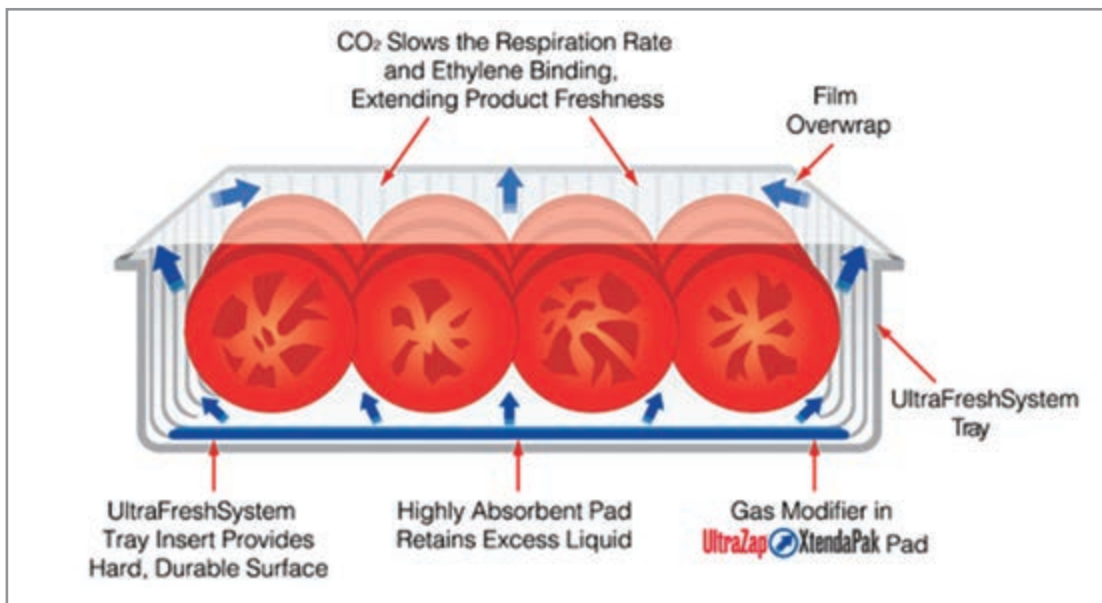 CO₂ Slows the Respiration Rate
and Ethylene Binding,
Extending Product Freshness
Film
Overwrap
UltraFreshSystem
Tray
UltraFreshSystem
Tray Insert Provides
Hard, Durable Surface
Highly Absorbent Pad
Retains Excess Liquid
Gas Modifier in
UltraZap XtendaPak Pad